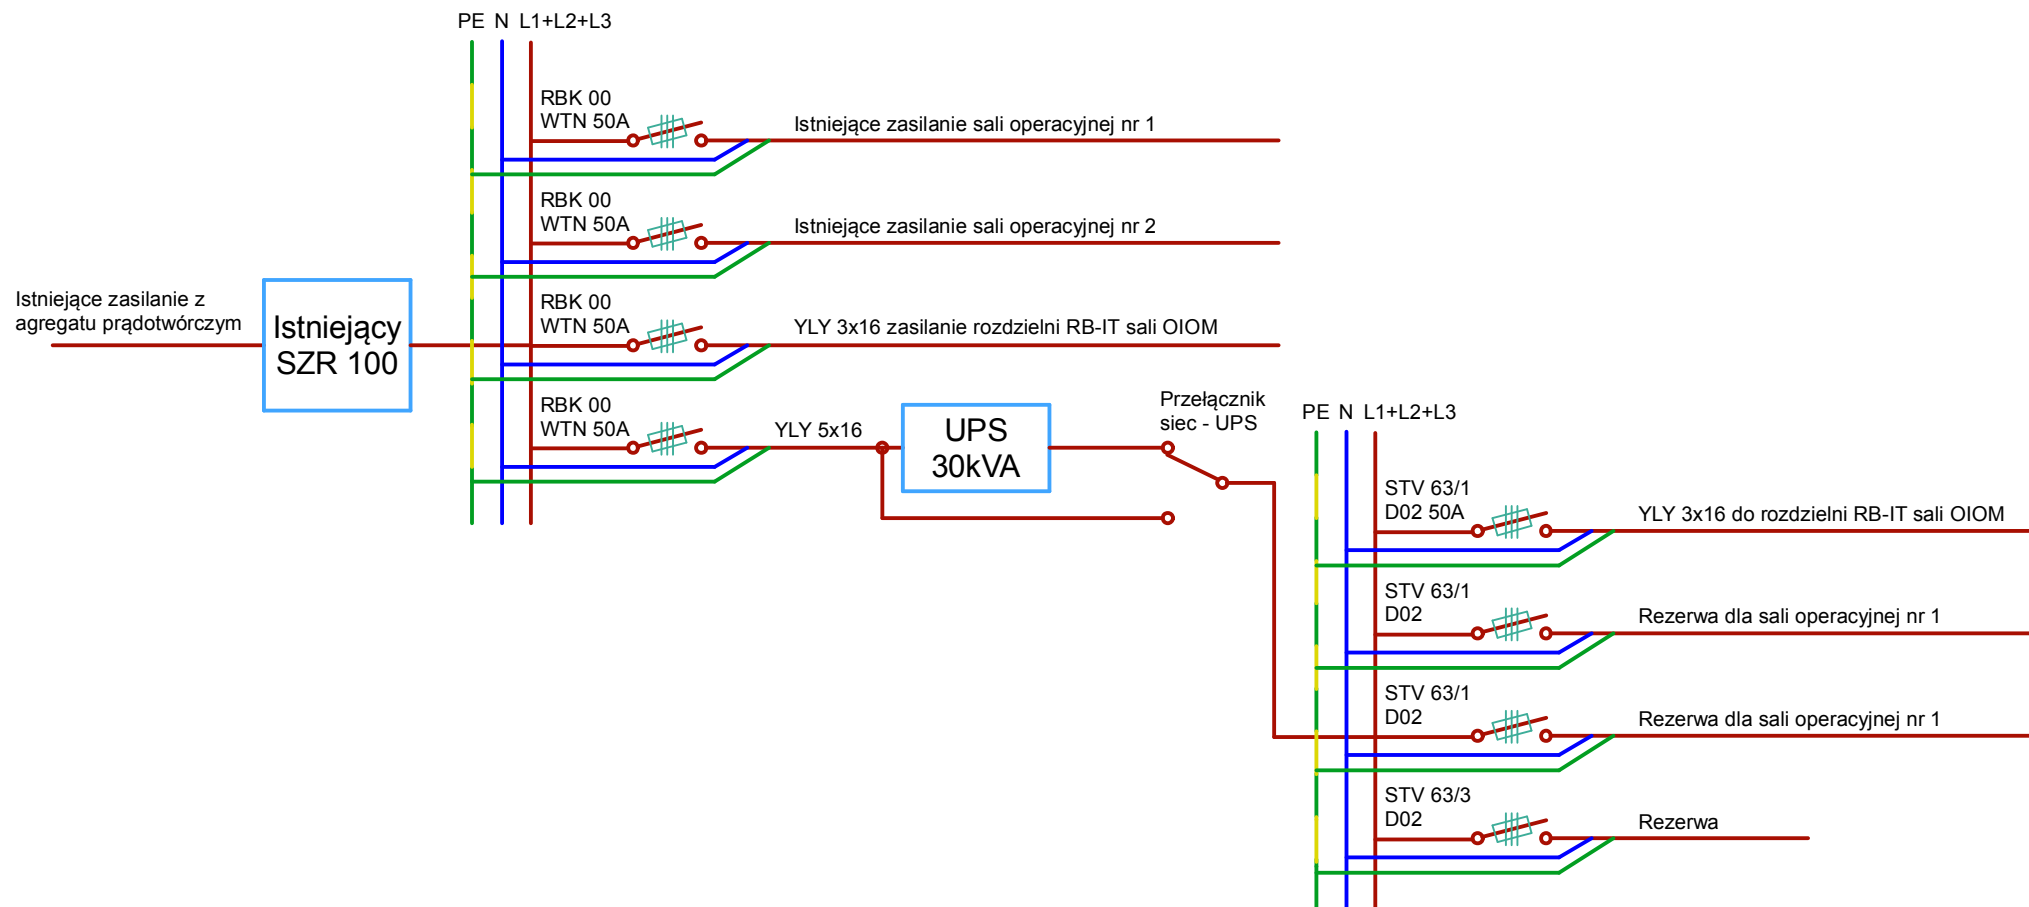 PE N L1+L2+L3
RBK 00
WTN 50A
Istniejące zasilanie sali operacyjnej nr 1
RBK 00
WTN 50A
Istniejące zasilanie sali operacyjnej nr 2
Istniejące zasilanie z
agregatu prądotwórczym
Istniejący
SZR 100
RBK 00
WTN 50A
YLY 3x16 zasilanie rozdzielni RB-IT sali OIOM
RBK 00
WTN 50A
YLY 5x16
UPS
30kVA
Przełącznik
siec - UPS
PE N L1+L2+L3
STV 63/1
D02 50A
YLY 3x16 do rozdzielni RB-IT sali OIOM
STV 63/1
D02
Rezerwa dla sali operacyjnej nr 1
STV 63/1
D02
Rezerwa dla sali operacyjnej nr 1
STV 63/3
D02
Rezerwa